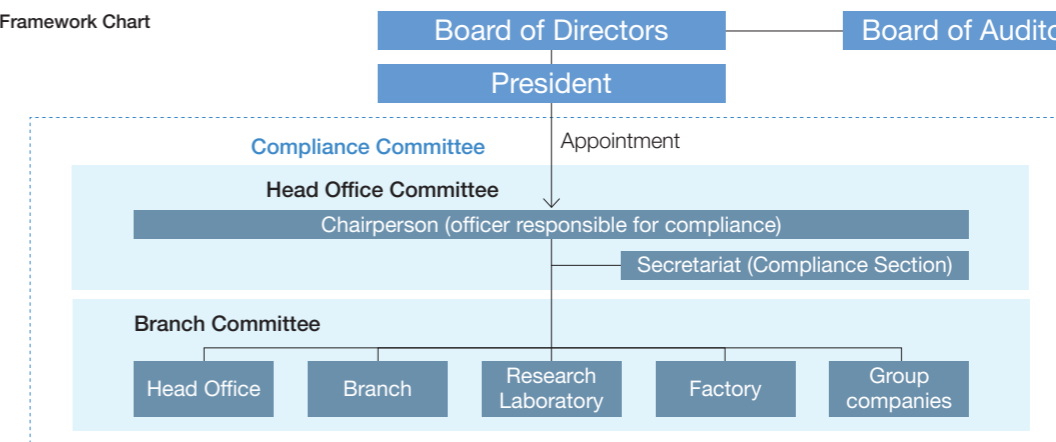 Framework Chart
Board of Directors
Board of
President
Appointment
Compliance Committee
Head Office Committee
Chairperson (officer responsible for compliance)
Secretariat (Compliance Section)
Branch Committee
Head Office
Branch
Research
Laboratory
Factory
Group
companies